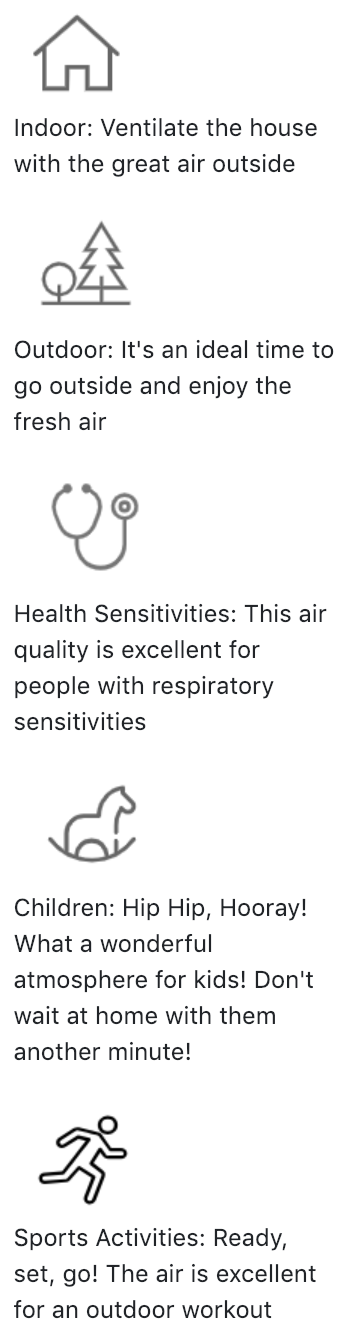 Indoor: Ventilate the house
with the great air outside
Outdoor: It's an ideal time to
go outside and enjoy the
fresh air
Health Sensitivities: This air
quality is excellent for
people with respiratory
sensitivities
Children: Hip Hip, Hooray!
What a wonderful
atmosphere for kids! Don't
wait at home with them
another minute!
Sports Activities: Ready,
set, go! The air is excellent
for an outdoor workout